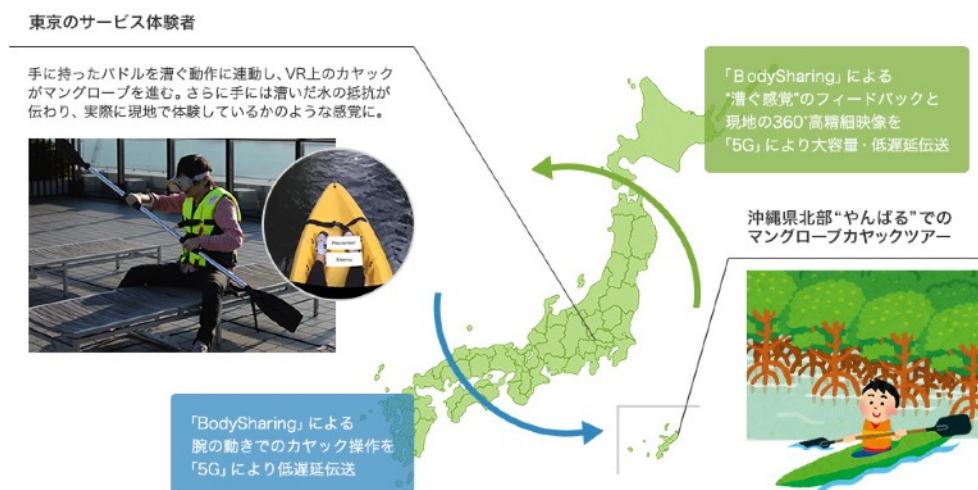 東京のサービス体験者
手に持ったパドルを漕ぐ動作に連動し、VR上のカヤック
がマングローブを進む。さらに手には漕いだ水の抵抗が
伝わり、実際に現地で体験しているかのような感覚に。
「BodySharing」による
“漕ぐ感覚”のフィードバックと
現地の360°高精細映像を
「5G」により大容量・低遅延伝送
沖縄県北部“やんばる”での
マングローブカヤックツアー
「BodySharing」による
腕の動きでのカヤック操作を
「5G」により低遅延伝送